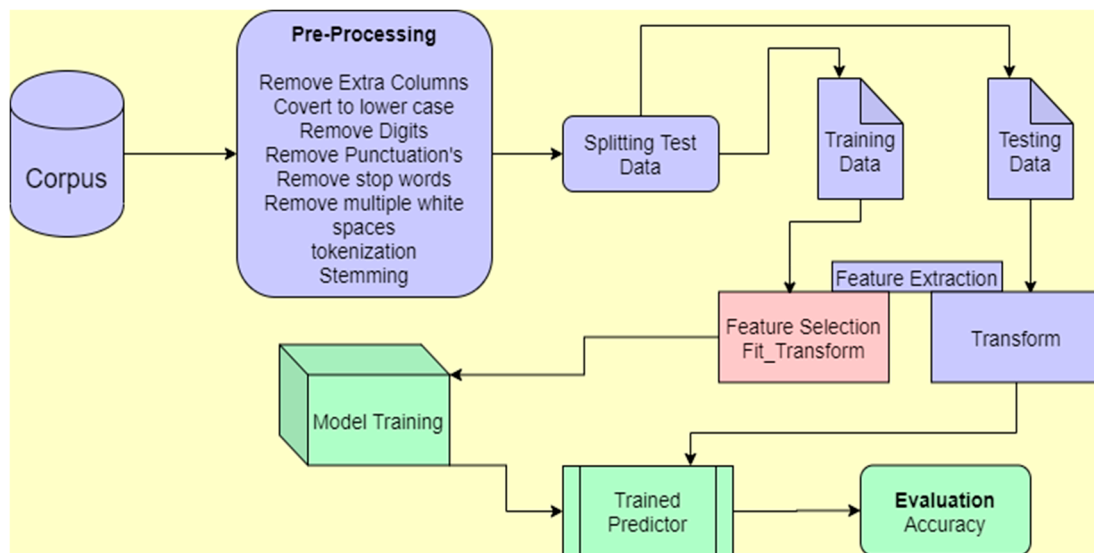 Corpus
Pre-Processing
Remove Extra Columns
Covert to lower case
Remove Digits
Remove Punctuation's
Remove stop words
Remove multiple white
spaces
tokenization
Stemming
Splitting Test
Data
Training
Data
Testing
Data
Feature Extraction
Feature Selection
Fit_Transform
Transform
Model Training
Trained
Predictor
Evaluation
Accuracy